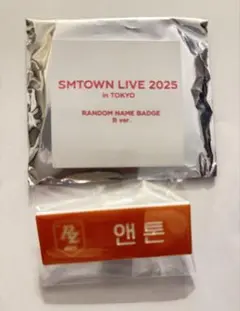 SMTOWN LIVE 2025
in TOKYO
RANDOM NAME BADGE
B ver.
앤톤